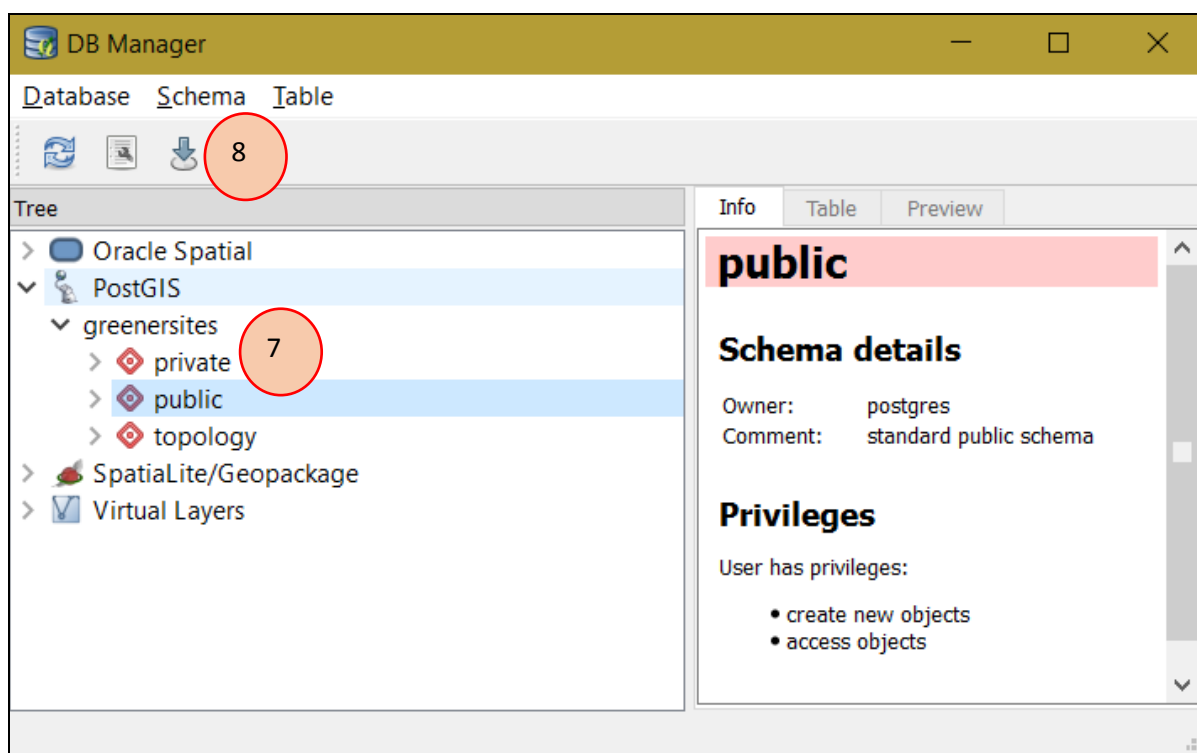 DB Manager
Database Schema Table
8
Tree
Oracle Spatial
PostGIS
greenersites
7
private
public
topology
SpatiaLite/Geopackage
Virtual Layers
Info Table Preview
public
Schema details
Owner: postgres
Comment: standard public schema
Privileges
User has privileges:
• create new objects
• access objects